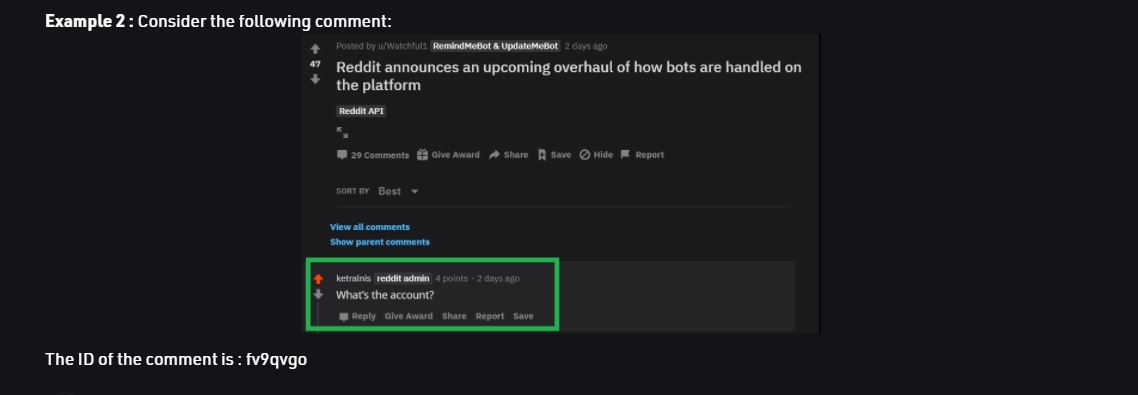 Example 2 : Consider the following comment:
Posted by u/Watchful1 RemindMeBot & UpdateMeBot 2 days ago
47
Reddit announces an upcoming overhaul of how bots are handled on
the platform
Reddit API
29 Comments Give Award Share Save Hide Report
SORT BY Best
View all comments
Show parent comments
ketralnis reddit admin 4 points · 2 days ago
What's the account?
Reply Give Award Share Report Save
The ID of the comment is : fv9qvgo